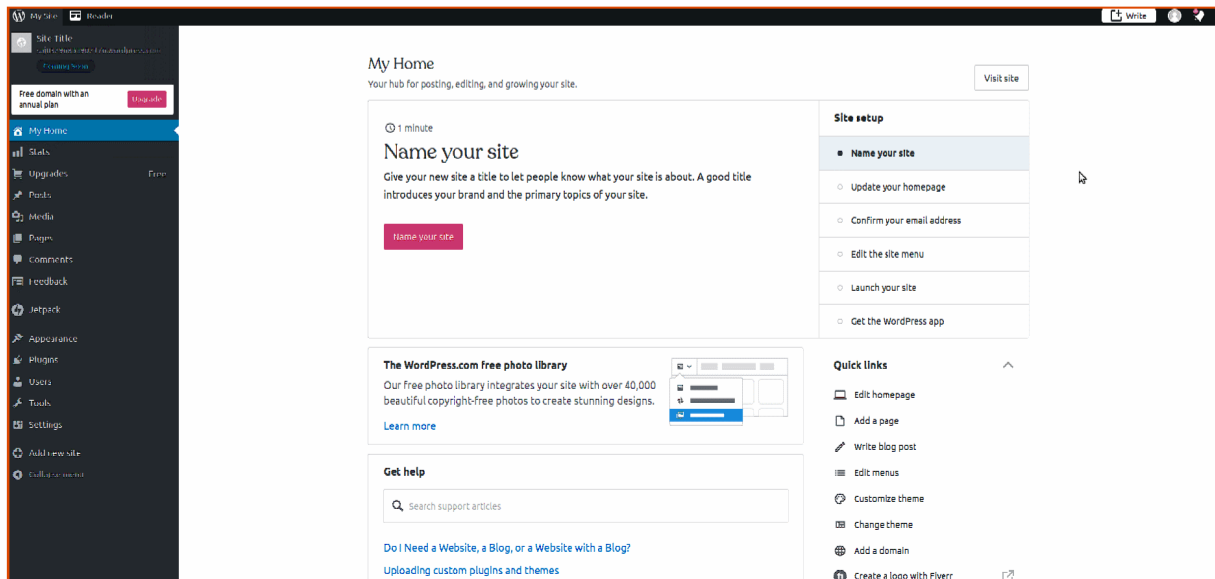 My Site Reader Write
Site Title
Coming Soon
Free domain with an
annual plan
Upgrade
My Home
Stats
Upgrades Free
Posts
Media
Pages
Comments
Feedback
Jetpack
Appearance
Plugins
Users
Tools
Settings
Add new site
Collapse menu
My Home
Your hub for posting, editing, and growing your site.
Visit site
1 minute
Name your site
Give your new site a title to let people know what your site is about. A good title
introduces your brand and the primary topics of your site.
Name your site
Site setup
Name your site
Update your homepage
Confirm your email address
Edit the site menu
Launch your site
Get the WordPress app
The WordPress.com free photo library
Our free photo library integrates your site with over 40,000
beautiful copyright-free photos to create stunning designs.
Learn more
Get help
Search support articles
Do I Need a Website, a Blog, or a Website with a Blog?
Uploading custom plugins and themes
Quick links
Edit homepage
Add a page
Write blog post
Edit menus
Customize theme
Change theme
Add a domain
Create a logo with Fiverr